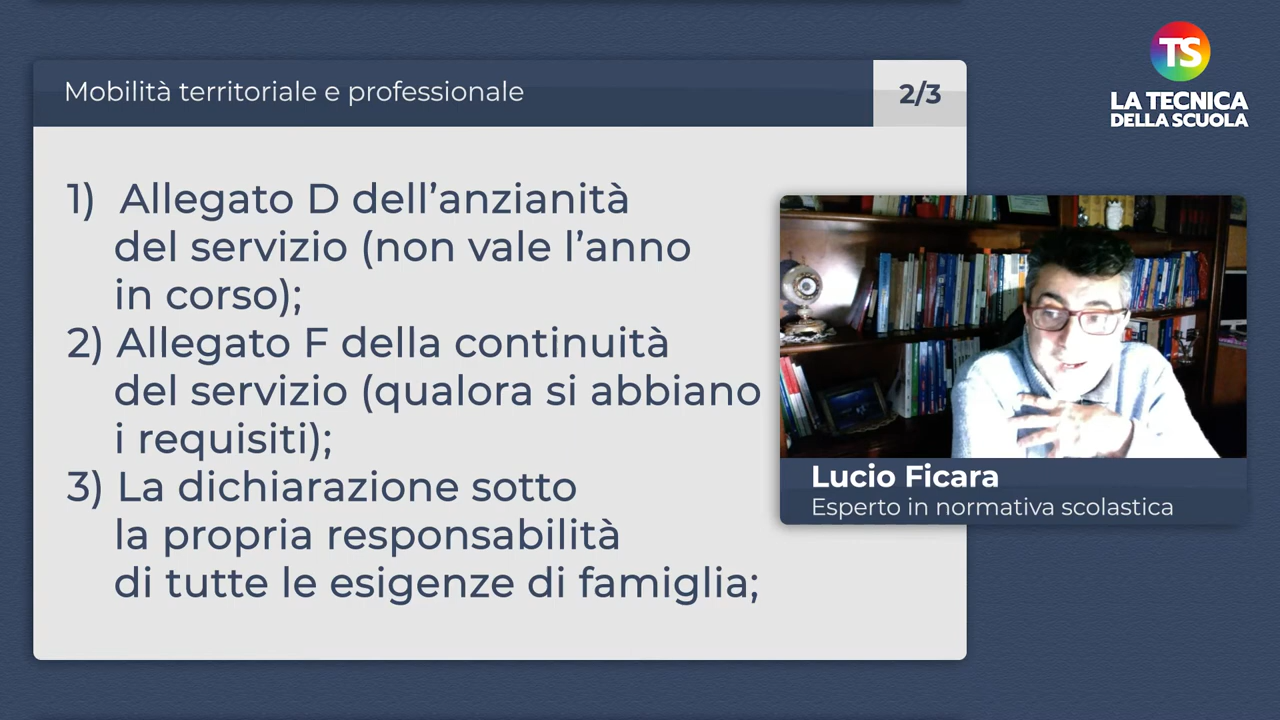 Mobilità territoriale e professionale
2/3
TS
LA TECNICA
DELLA SCUOLA
1) Allegato D dell’anzianità
del servizio (non vale l’anno
in corso);
2) Allegato F della continuità
del servizio (qualora si abbiano
i requisiti);
3) La dichiarazione sotto
la propria responsabilità
di tutte le esigenze di famiglia;
Lucio Ficara
Esperto in normativa scolastica